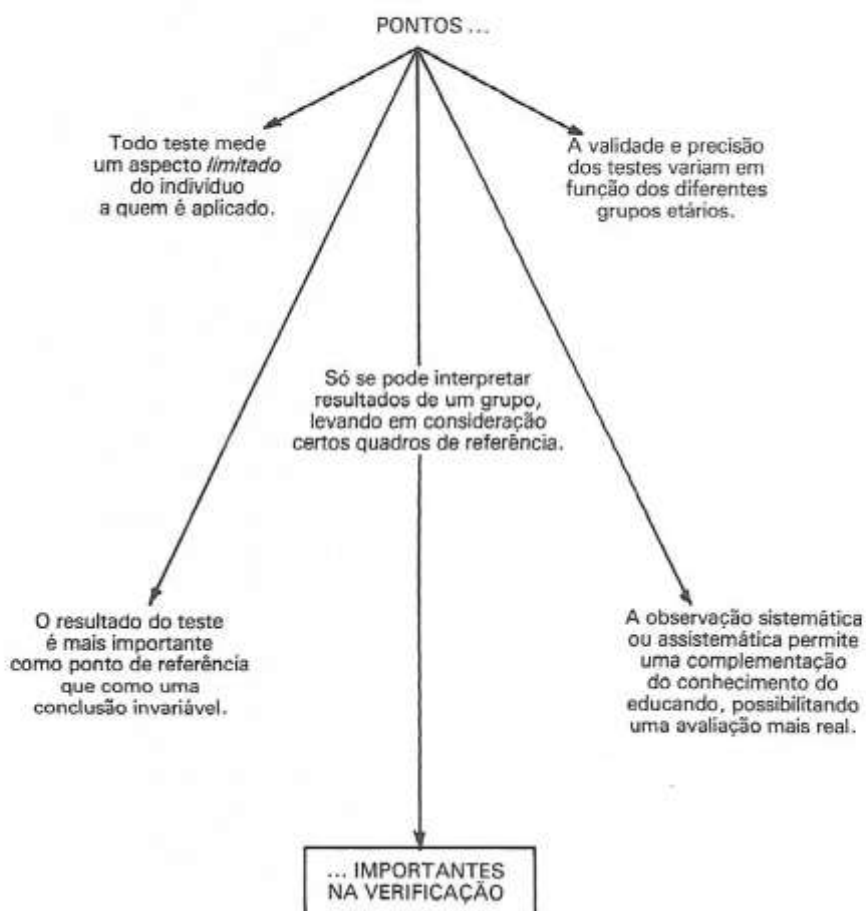 PONTOS ...
Todo teste mede
um aspecto limitado
do indivíduo
a quem é aplicado.
A validade e precisão
dos testes variam em
função dos diferentes
grupos etários.
Só se pode interpretar
resultados de um grupo,
levando em consideração
certos quadros de referência.
O resultado do teste
é mais importante
como ponto de referência
que como uma
conclusão invariável.
A observação sistemática
ou assistemática permite
uma complementação
do conhecimento do
educando, possibilitando
uma avaliação mais real.
... IMPORTANTES
NA VERIFICAÇÃO